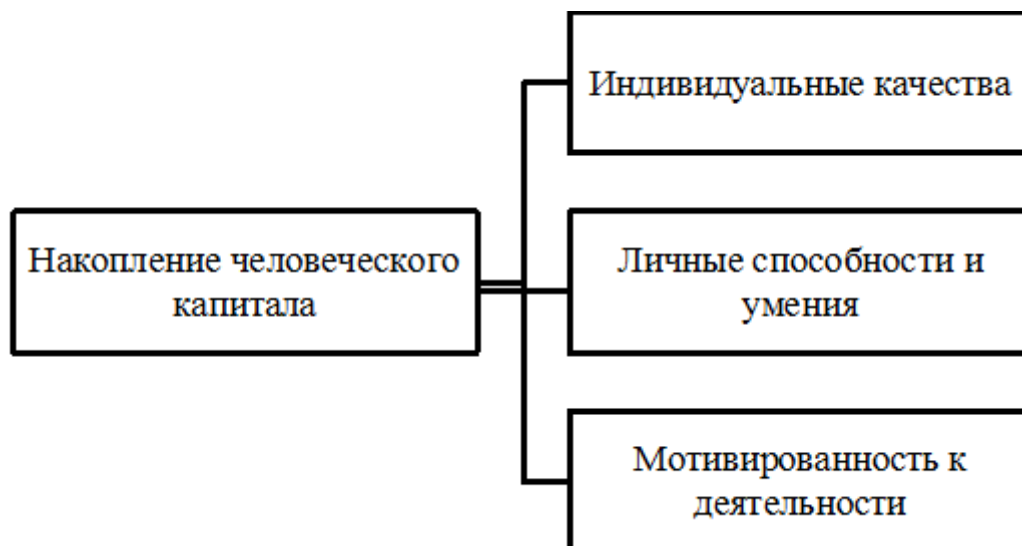 Индивидуальные качества
Накопление человеческого
капитала
Личные способности и
умения
Мотивированность к
деятельности